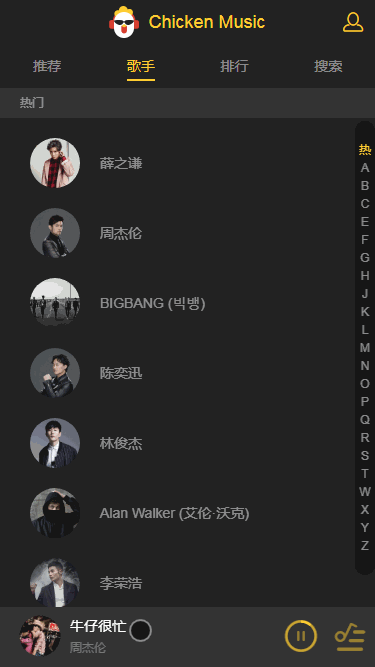 Chicken Music
推荐 歌手 排行 搜索
热门
薛之谦
周杰伦
BIGBANG (빅뱅)
陈奕迅
林俊杰
Alan Walker (艾伦·沃克)
李荣浩
热
A
B
C
E
F
G
H
J
K
L
M
N
O
P
Q
R
S
T
W
X
Y
Z
牛仔很忙
周杰伦